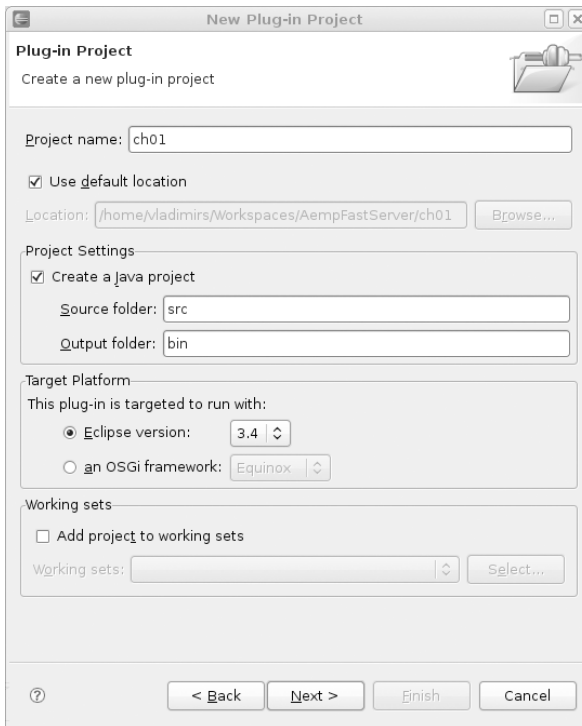 New Plug-in Project
Plug-in Project
Create a new plug-in project
Project name: ch01
Use default location
Location: /home/vladimirs/Workspaces/AempFastServer/ch01 Browse...
Project Settings
Create a Java project
Source folder: src
Output folder: bin
Target Platform
This plug-in is targeted to run with:
Eclipse version: 3.4
an OSGi framework: Equinox
Working sets
Add project to working sets
Working sets: Select...
? < Back Next > Finish Cancel